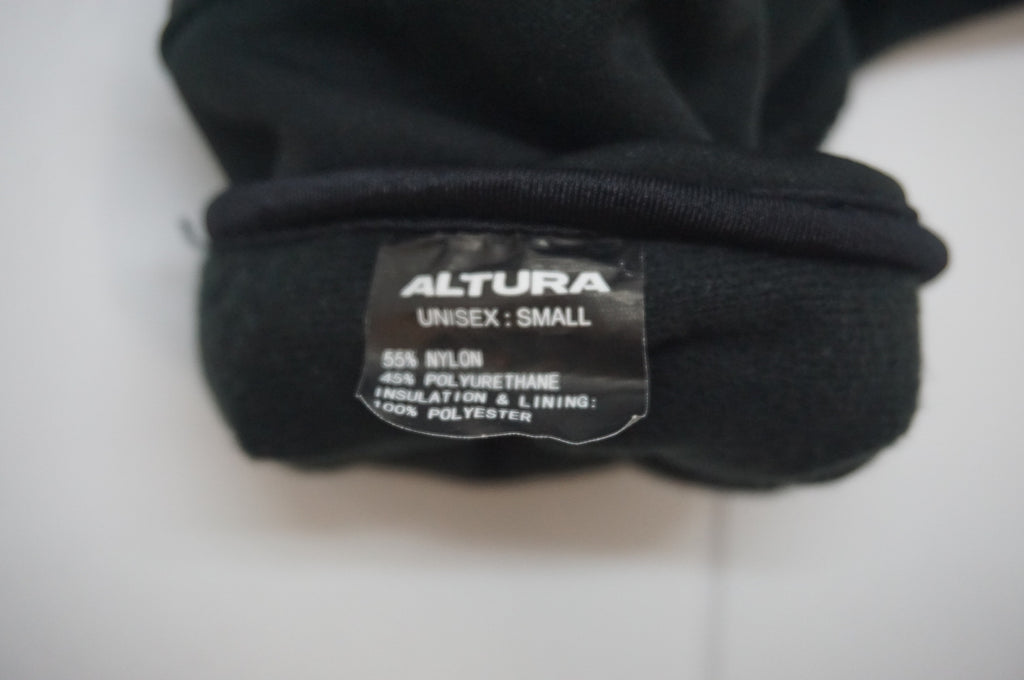 ALTURA
UNISEX : SMALL
55% NYLON
45% POLYURETHANE
INSULATION & LINING:
100% POLYESTER